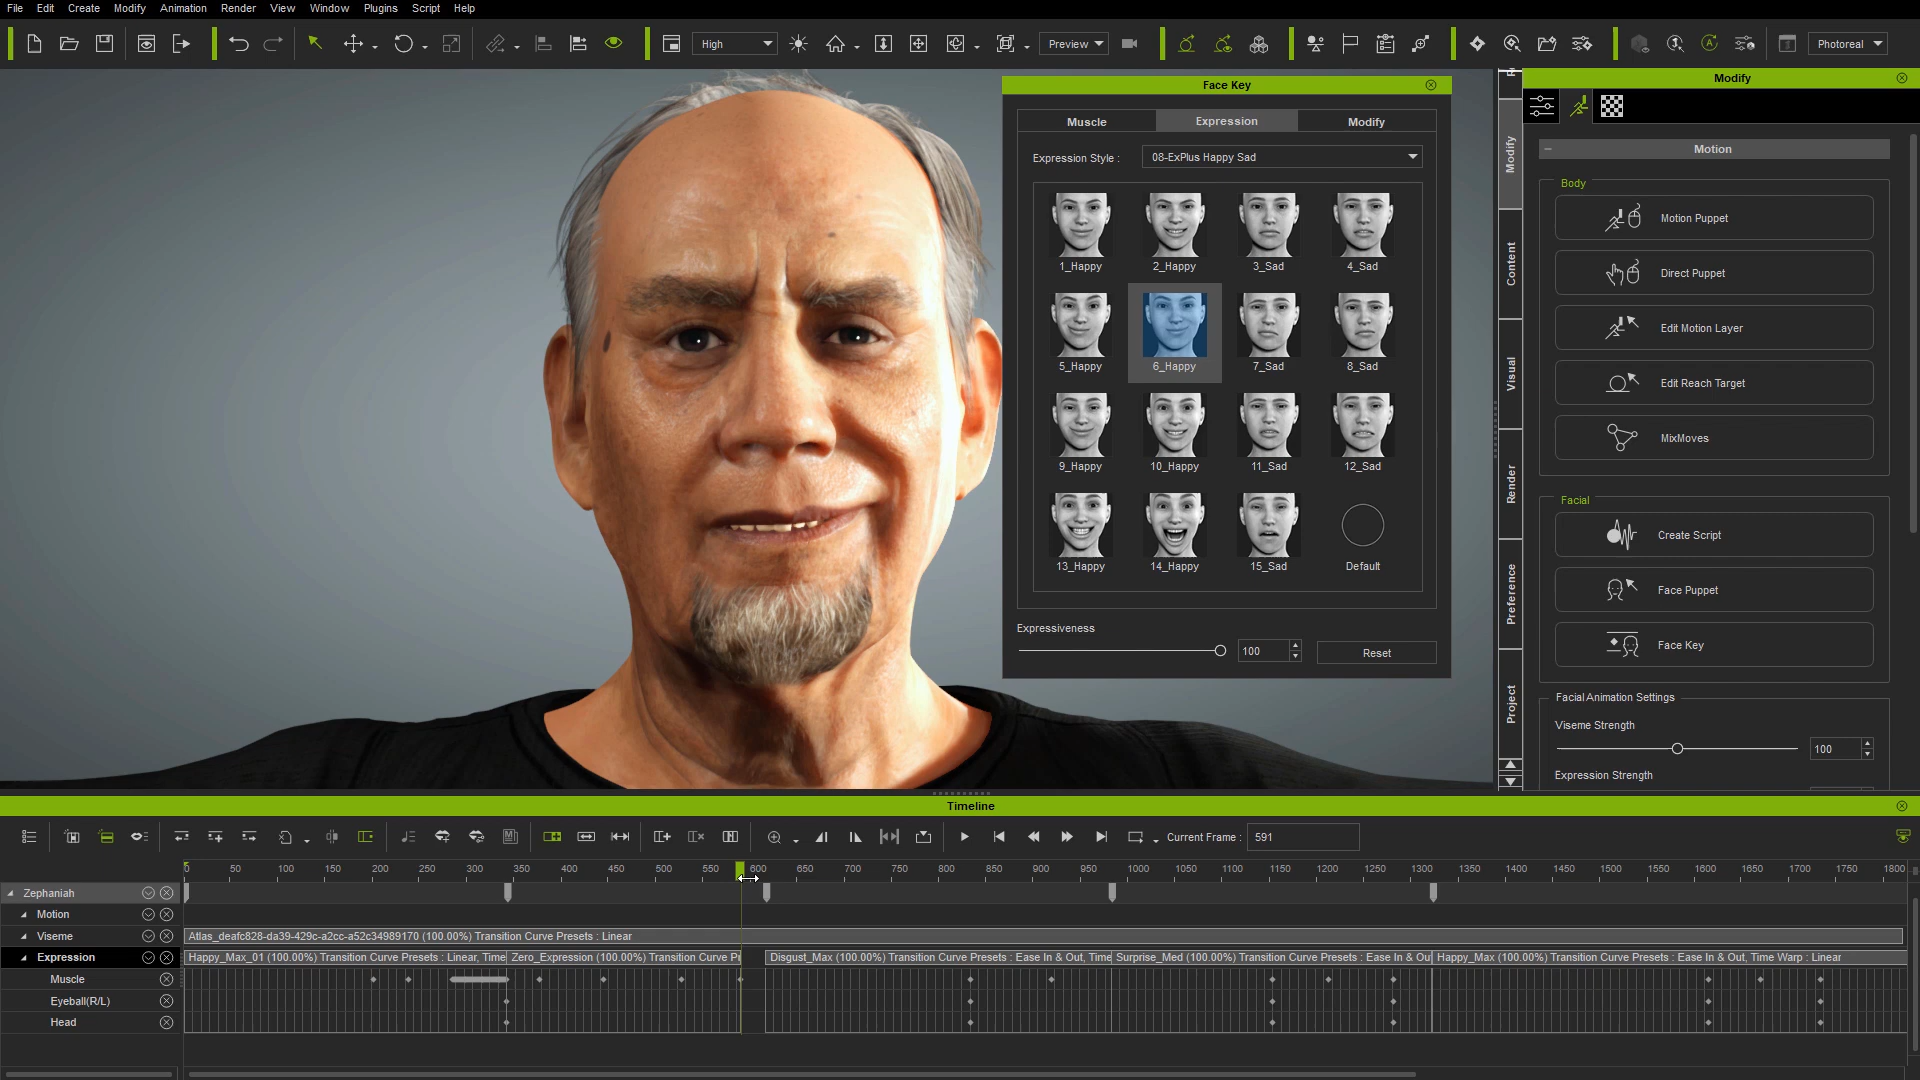 File Edit Create Modify Animation Render View Window Plugins Script Help
High
Preview
Photoreal
Face Key
Muscle Expression Modify
Expression Style : 08-ExPlus Happy Sad
1_Happy 2_Happy 3_Sad 4_Sad
5_Happy 6_Happy 7_Sad 8_Sad
9_Happy 10_Happy 11_Sad 12_Sad
13_Happy 14_Happy 15_Sad Default
Expressiveness
100 Reset
Modify
Content
Visual
Render
Preference
Project
Modify
Motion
Body
Motion Puppet
Direct Puppet
Edit Motion Layer
Edit Reach Target
MixMoves
Facial
Create Script
Face Puppet
Face Key
Facial Animation Settings
Viseme Strength
100
Expression Strength
Timeline
Current Frame : 591
0 50 100 150 200 250 300 350 400 450 500 550 600 650 700 750 800 850 900 950 1000 1050 1100 1150 1200 1250 1300 1350 1400 1450 1500 1550 1600 1650 1700 1750 1800
Zephaniah
Motion
Viseme Atlas_deafc828-da39-429c-a2cc-a52c34989170 (100.00%) Transition Curve Presets : Linear
Expression Happy_Max_01 (100.00%) Transition Curve Presets : Linear, Time Zero_Expression (100.00%) Transition Curve Pr Disgust_Max (100.00%) Transition Curve Presets : Ease In & Out, Time Surprise_Med (100.00%) Transition Curve Presets : Ease In & Ou Happy_Max (100.00%) Transition Curve Presets : Ease In & Out, Time Warp : Linear
Muscle
Eyeball(R/L)
Head